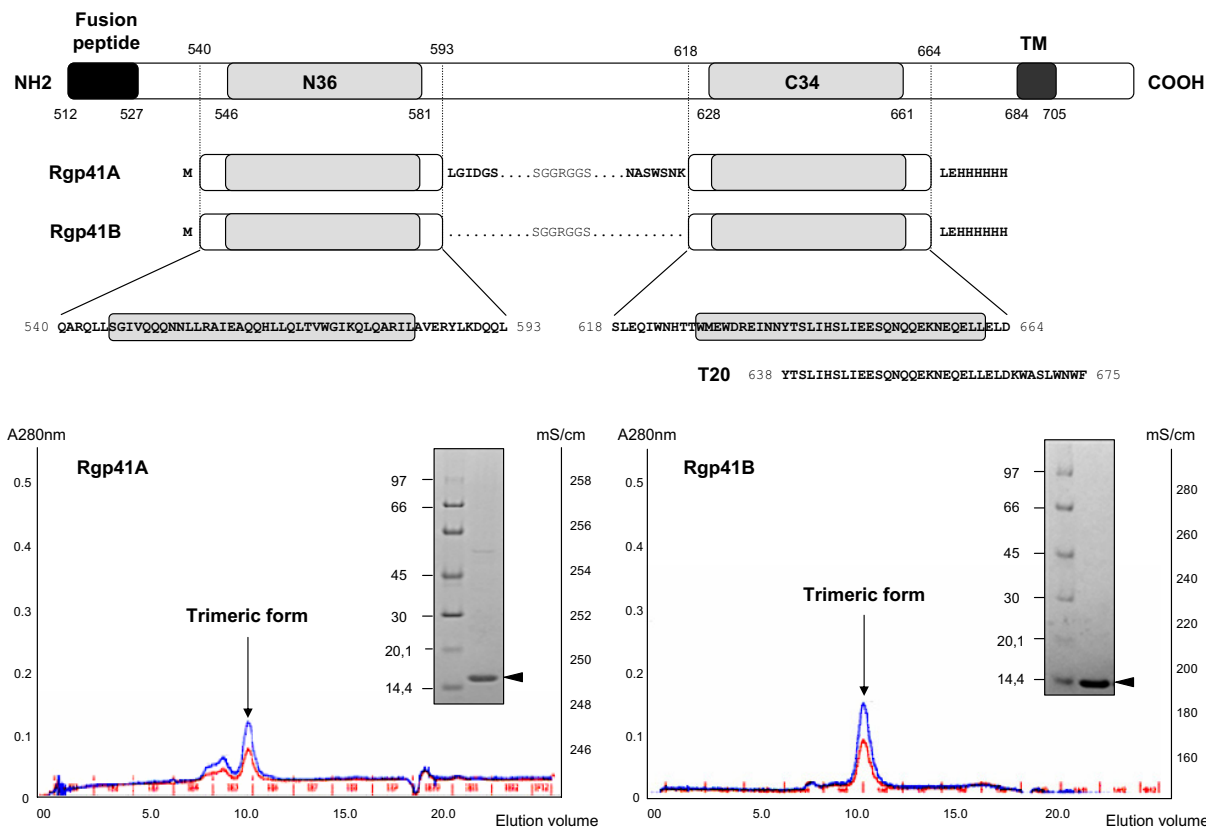 Fusion
peptide
540
593
618
664
TM
NH2
N36
C34
COOH
512
527
546
581
628
661
684
705
Rgp41A
M
LGIDGS....SGGRGGS....NASWSNK
LEHHHHHH
Rgp41B
M
..........SGGRGGS...........
LEHHHHHH
540 QARQLLSGIVQQQNNLLRAIEAQQHLLQLTVWGIKQLQARILAVERYLKDQQL 593
618 SLEQIWNHTTWMEWDREINNYTSLIHSLIEESQNQQEKNEQELLELD 664
T20 638 YTSLIHSLIEESQNQQEKNEQELLELDKWASLWNWF 675
A280nm
mS/cm
Rgp41A
0.5
0.4
0.3
0.2
0.1
0
97
66
45
30
20,1
14,4
258
256
254
252
250
249
248
247
246
Trimeric form
00
5.0
10.0
15.0
20.0
Elution volume
A280nm
mS/cm
Rgp41B
0.5
0.4
0.3
0.2
0.1
0
97
66
45
30
20,1
14,4
280
260
240
220
200
180
160
Trimeric form
00
5.0
10.0
15.0
20.0
Elution volume